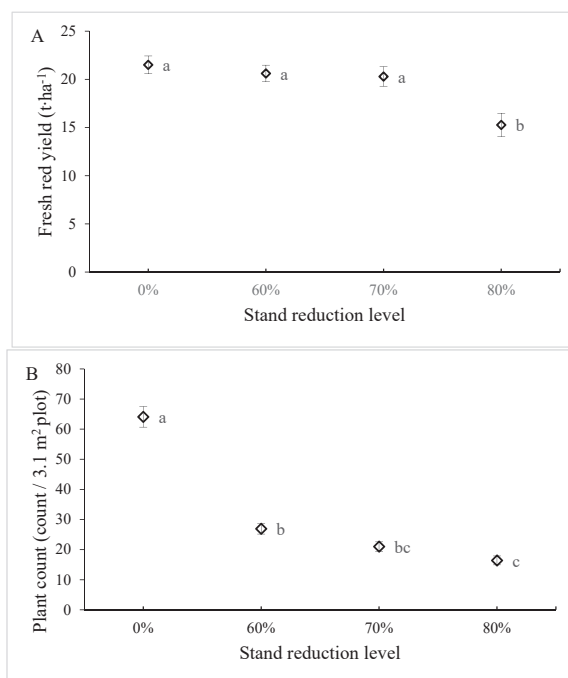 A
25
20
15
10
5
0
Fresh red yield (t·ha⁻¹)
a
a
a
b
0%
60%
70%
80%
Stand reduction level
B
80
70
60
50
40
30
20
10
0
Plant count (count / 3.1 m² plot)
a
b
bc
c
0%
60%
70%
80%
Stand reduction level